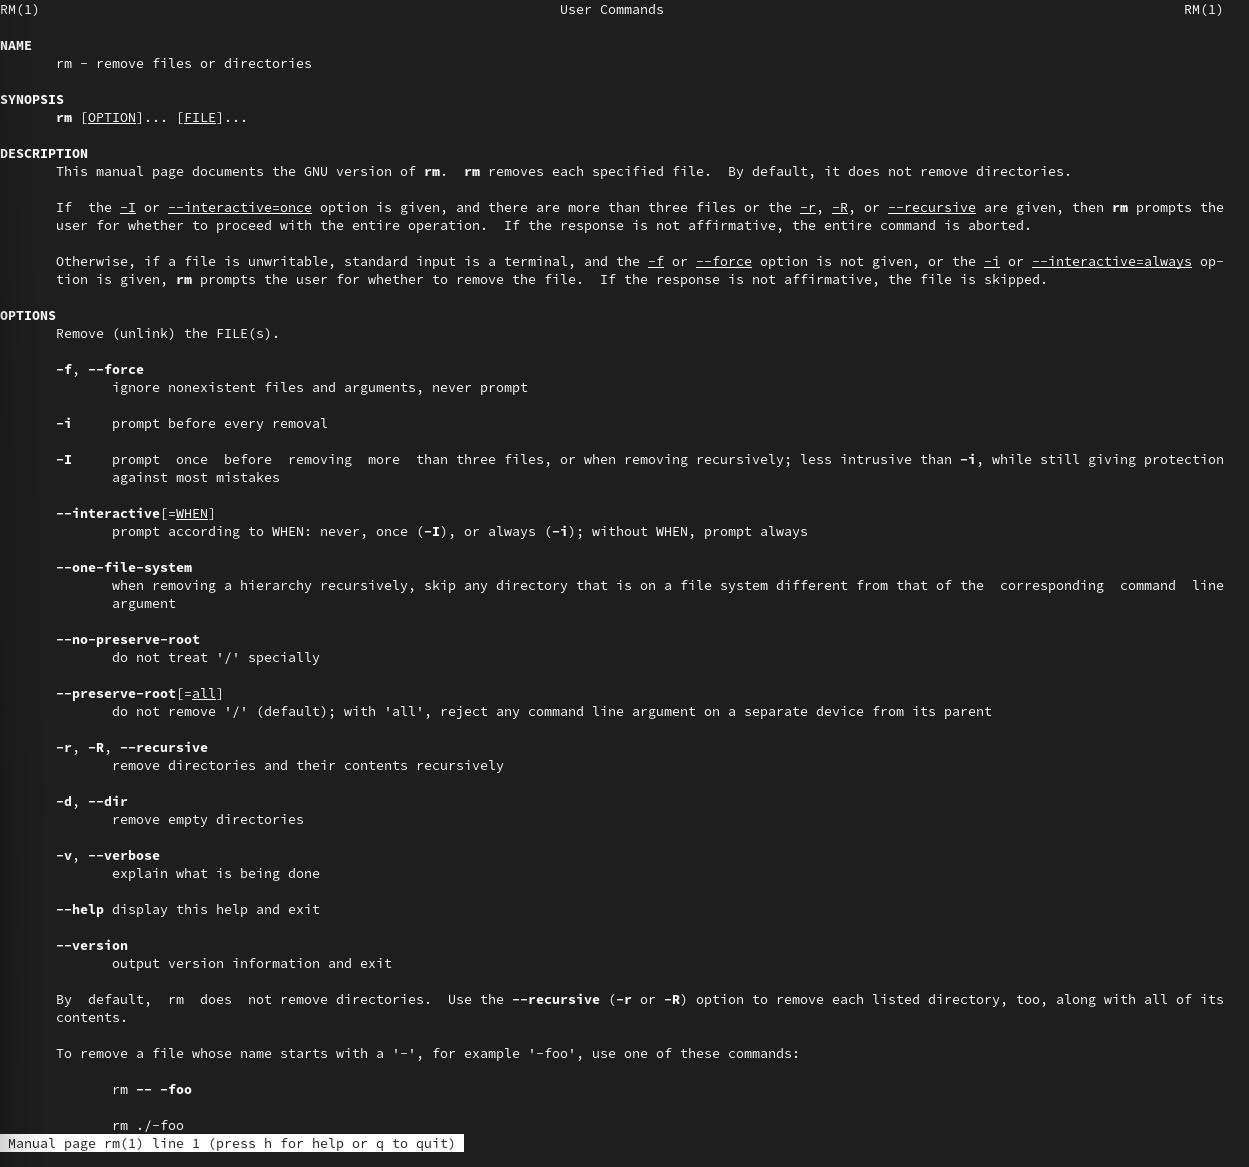 RM(1) User Commands RM(1)
NAME
rm - remove files or directories
SYNOPSIS
rm [OPTION]... [FILE]...
DESCRIPTION
This manual page documents the GNU version of rm.  rm removes each specified file.  By default, it does not remove directories.
If  the -I or --interactive=once option is given, and there are more than three files or the -r, -R, or --recursive are given, then rm prompts the
user for whether to proceed with the entire operation.  If the response is not affirmative, the entire command is aborted.
Otherwise, if a file is unwritable, standard input is a terminal, and the -f or --force option is not given, or the -i or --interactive=always op-
tion is given, rm prompts the user for whether to remove the file.  If the response is not affirmative, the file is skipped.
OPTIONS
Remove (unlink) the FILE(s).
-f, --force
ignore nonexistent files and arguments, never prompt
-i     prompt before every removal
-I     prompt  once  before  removing  more  than three files, or when removing recursively; less intrusive than -i, while still giving protection
against most mistakes
--interactive[=WHEN]
prompt according to WHEN: never, once (-I), or always (-i); without WHEN, prompt always
--one-file-system
when removing a hierarchy recursively, skip any directory that is on a file system different from that of the  corresponding  command  line
argument
--no-preserve-root
do not treat '/' specially
--preserve-root[=all]
do not remove '/' (default); with 'all', reject any command line argument on a separate device from its parent
-r, -R, --recursive
remove directories and their contents recursively
-d, --dir
remove empty directories
-v, --verbose
explain what is being done
--help display this help and exit
--version
output version information and exit
By  default,  rm  does  not remove directories.  Use the --recursive (-r or -R) option to remove each listed directory, too, along with all of its
contents.
To remove a file whose name starts with a '-', for example '-foo', use one of these commands:
rm -- -foo
rm ./-foo
Manual page rm(1) line 1 (press h for help or q to quit)